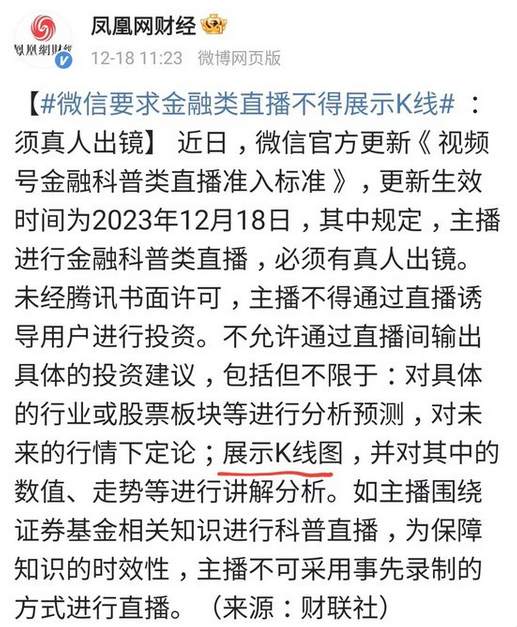 凤凰网财经
鳳凰網财经
12-18 11:23 微博网页版
【#微信要求金融类直播不得展示K线#：
须真人出镜】 近日，微信官方更新《 视频
号金融科普类直播准入标准 》，更新生效
时间为2023年12月18日，其中规定，主播
进行金融科普类直播，必须有真人出镜。
未经腾讯书面许可，主播不得通过直播诱
导用户进行投资。不允许通过直播间输出
具体的投资建议，包括但不限于：对具体
的行业或股票板块等进行分析预测，对未
来的行情下定论；展示K线图，并对其中的
数值、走势等进行讲解分析。如主播围绕
证券基金相关知识进行科普直播，为保障
知识的时效性，主播不可采用事先录制的
方式进行直播。（来源：财联社）